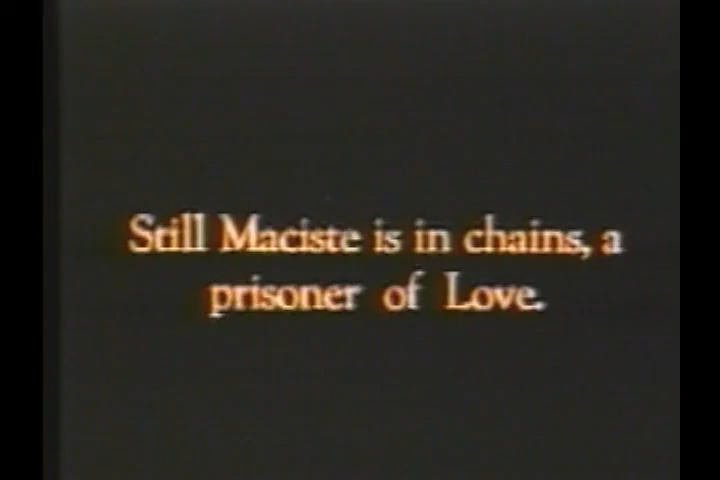 Still Maciste is in chains, a
prisoner of Love.